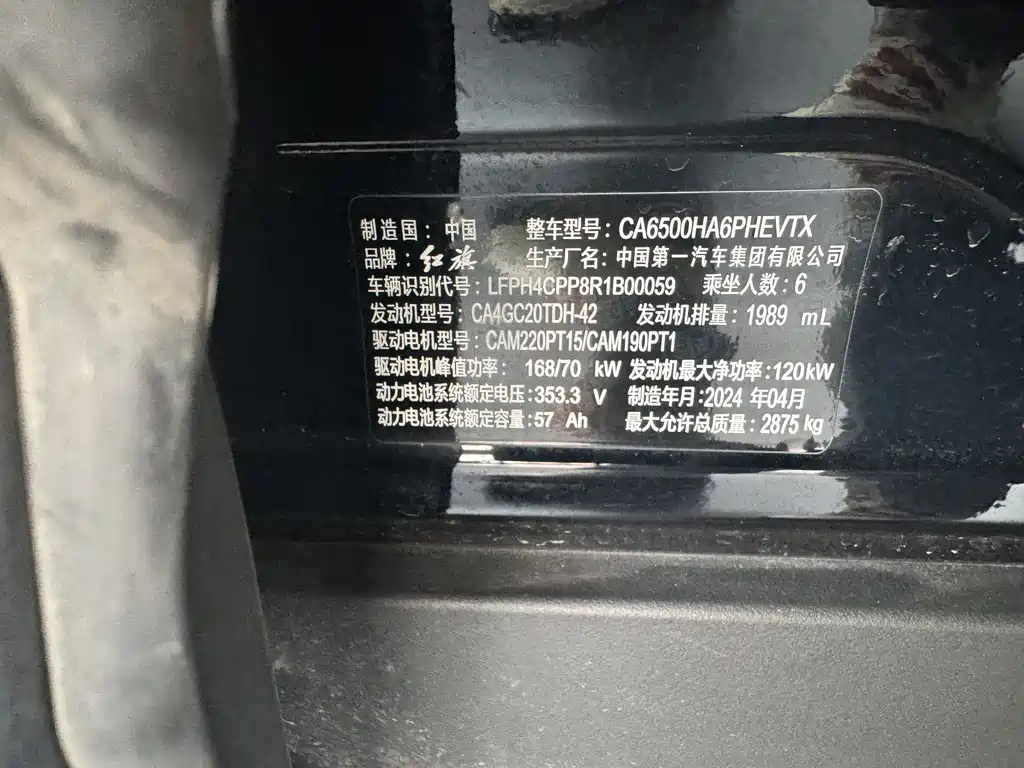 制造国：中国 整车型号：CA6500HA6PHEVTX
品牌：红旗 生产厂名：中国第一汽车集团有限公司
车辆识别代号：LFPH4CPP8R1B00059 乘坐人数：6
发动机型号：CA4GC20TDH-42 发动机排量：1989 mL
驱动电机型号：CAM220PT15/CAM190PT1
驱动电机峰值功率：168/70 kW 发动机最大净功率：120kW
动力电池系统额定电压：353.3 V 制造年月：2024 年04月
动力电池系统额定容量：57 Ah 最大允许总质量：2875 kg